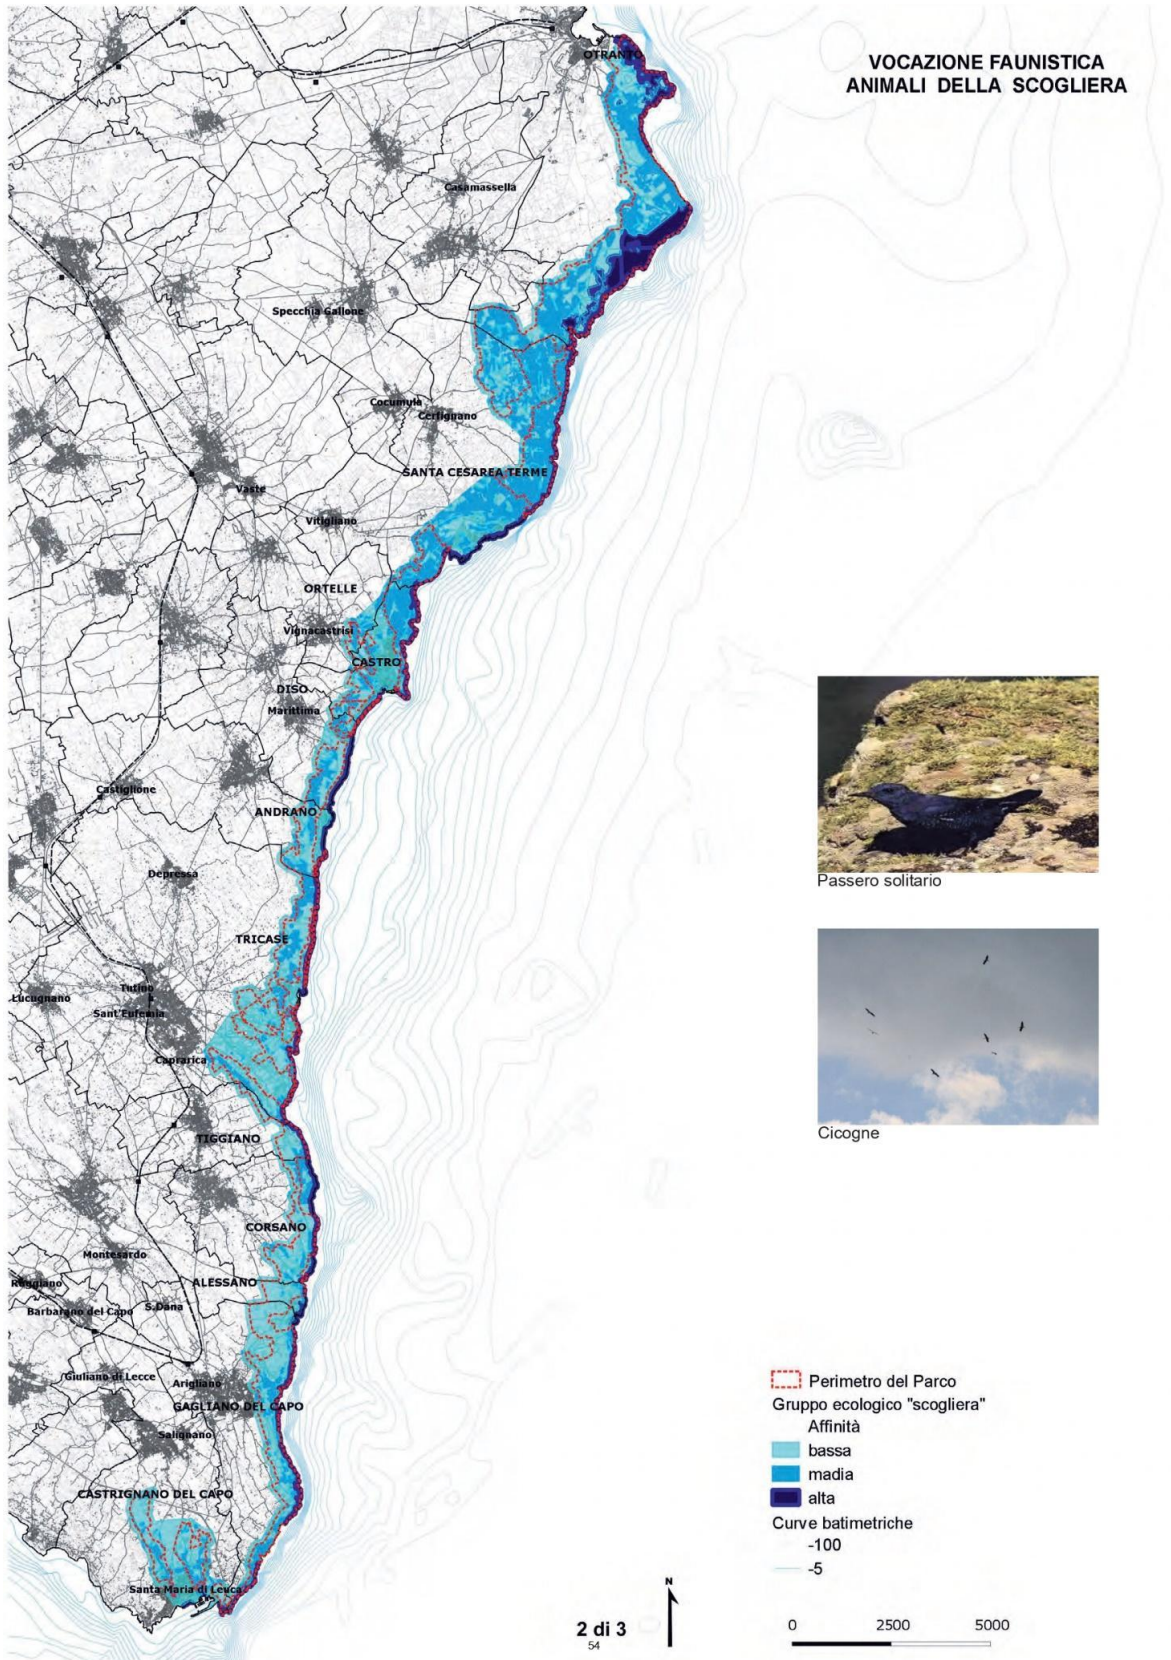 VOCAZIONE FAUNISTICA
ANIMALI DELLA SCOGLIERA
OTRANTO
Casamassella
Specchia Gallone
Cocumula
Cerfignano
SANTA CESAREA TERME
Vaste
Vitigliano
ORTELLE
Vignacastrisi
CASTRO
DISO
Marittima
Castiglione
ANDRANO
Depressa
TRICASE
Tutino
Lucugnano
Sant'Eufemia
Caprarica
TIGGIANO
CORSANO
Montesardo
Ruggiano
ALESSANO
Barbarano del Capo
S.Dana
Giuliano di Lecce
Arigliano
GAGLIANO DEL CAPO
Salignano
CASTRIGNANO DEL CAPO
Santa Maria di Leuca
Passero solitario
Cicogne
Perimetro del Parco
Gruppo ecologico "scogliera"
Affinità
bassa
madia
alta
Curve batimetriche
-100
-5
N
2 di 3
54
0 2500 5000